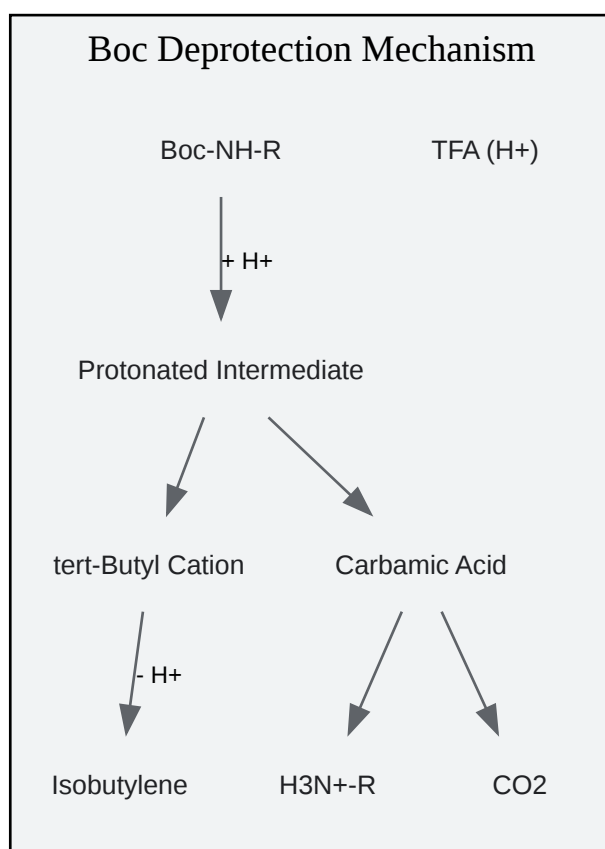 Boc Deprotection Mechanism
Boc-NH-R
TFA (H+)
+ H+
Protonated Intermediate
tert-Butyl Cation
Carbamic Acid
- H+
Isobutylene
H3N+-R
CO2